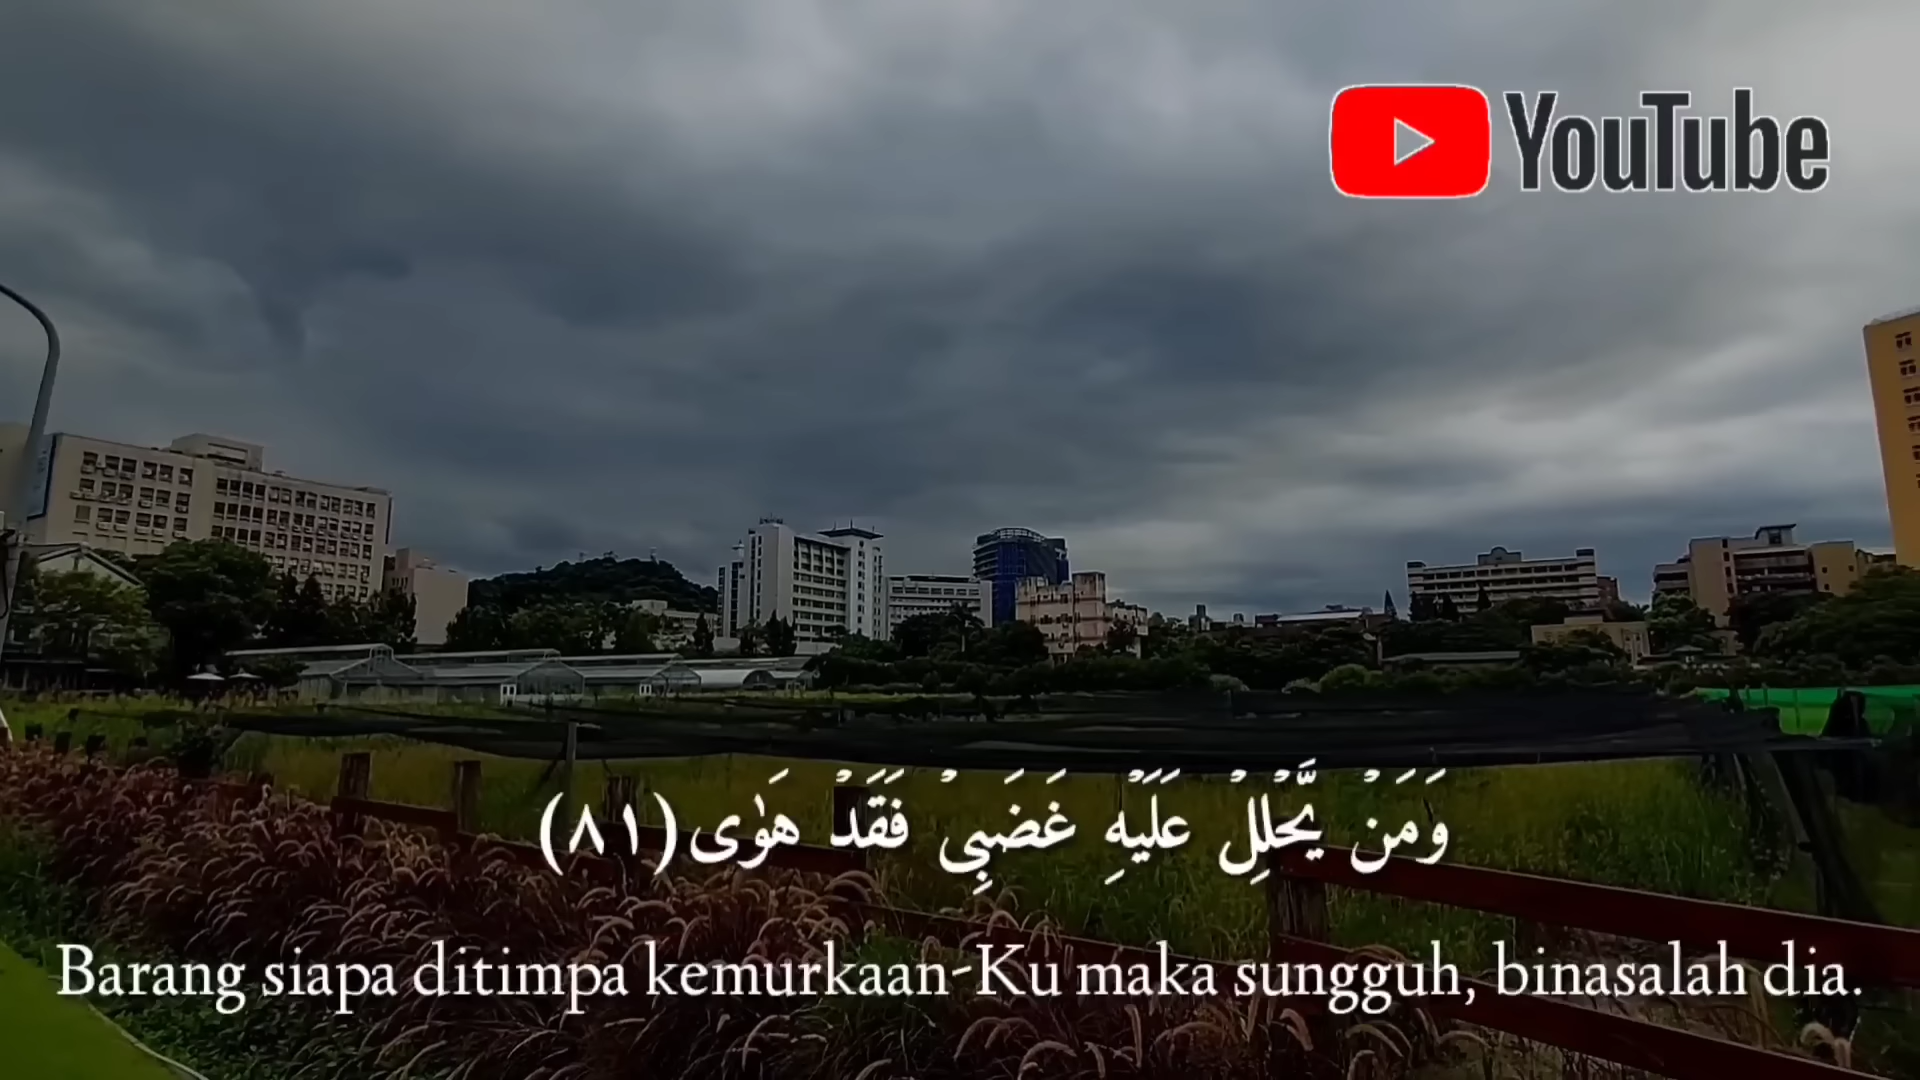 YouTube
وَمَنْ يَّحْلِلْ عَلَيْهِ غَضَبِيْ فَقَدْ هَوٰى (٨١)
Barang siapa ditimpa kemurkaan-Ku maka sungguh, binasalah dia.